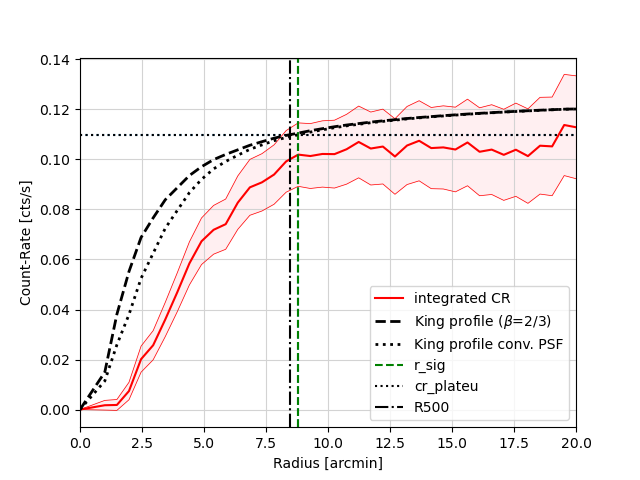 0.14
0.12
0.10
0.08
0.06
0.04
0.02
0.00
Count-Rate [cts/s]
integrated CR
King profile (β=2/3)
King profile conv. PSF
r_sig
cr_plateu
R500
0.0 2.5 5.0 7.5 10.0 12.5 15.0 17.5 20.0
Radius [arcmin]